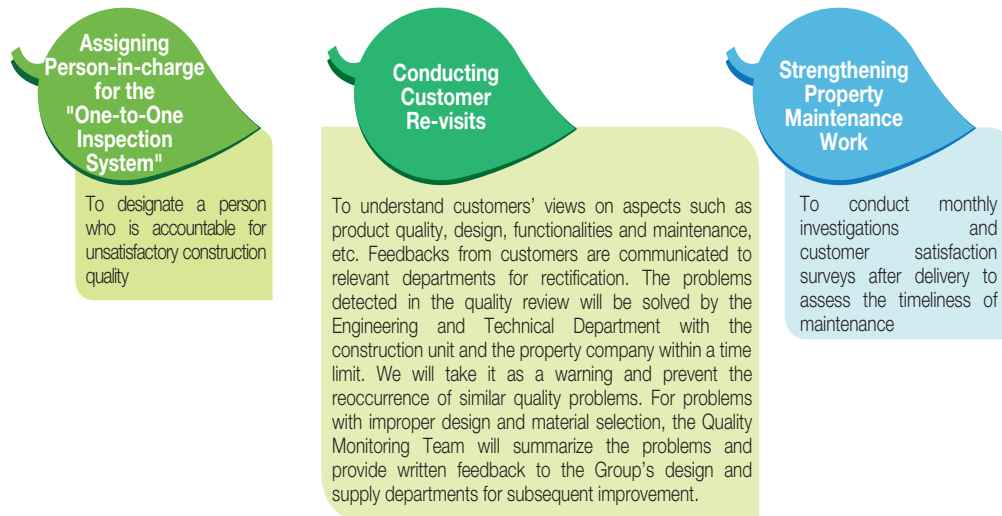 Assigning
Person-in-charge
for the
"One-to-One
Inspection
System"
To designate a person
who is accountable for
unsatisfactory construction
quality
Conducting
Customer
Re-visits
To understand customers’ views on aspects such as
product quality, design, functionalities and maintenance,
etc. Feedbacks from customers are communicated to
relevant departments for rectification. The problems
detected in the quality review will be solved by the
Engineering and Technical Department with the
construction unit and the property company within a time
limit. We will take it as a warning and prevent the
reoccurrence of similar quality problems. For problems
with improper design and material selection, the Quality
Monitoring Team will summarize the problems and
provide written feedback to the Group’s design and
supply departments for subsequent improvement.
Strengthening
Property
Maintenance
Work
To conduct monthly
investigations and
customer satisfaction
surveys after delivery to
assess the timeliness of
maintenance